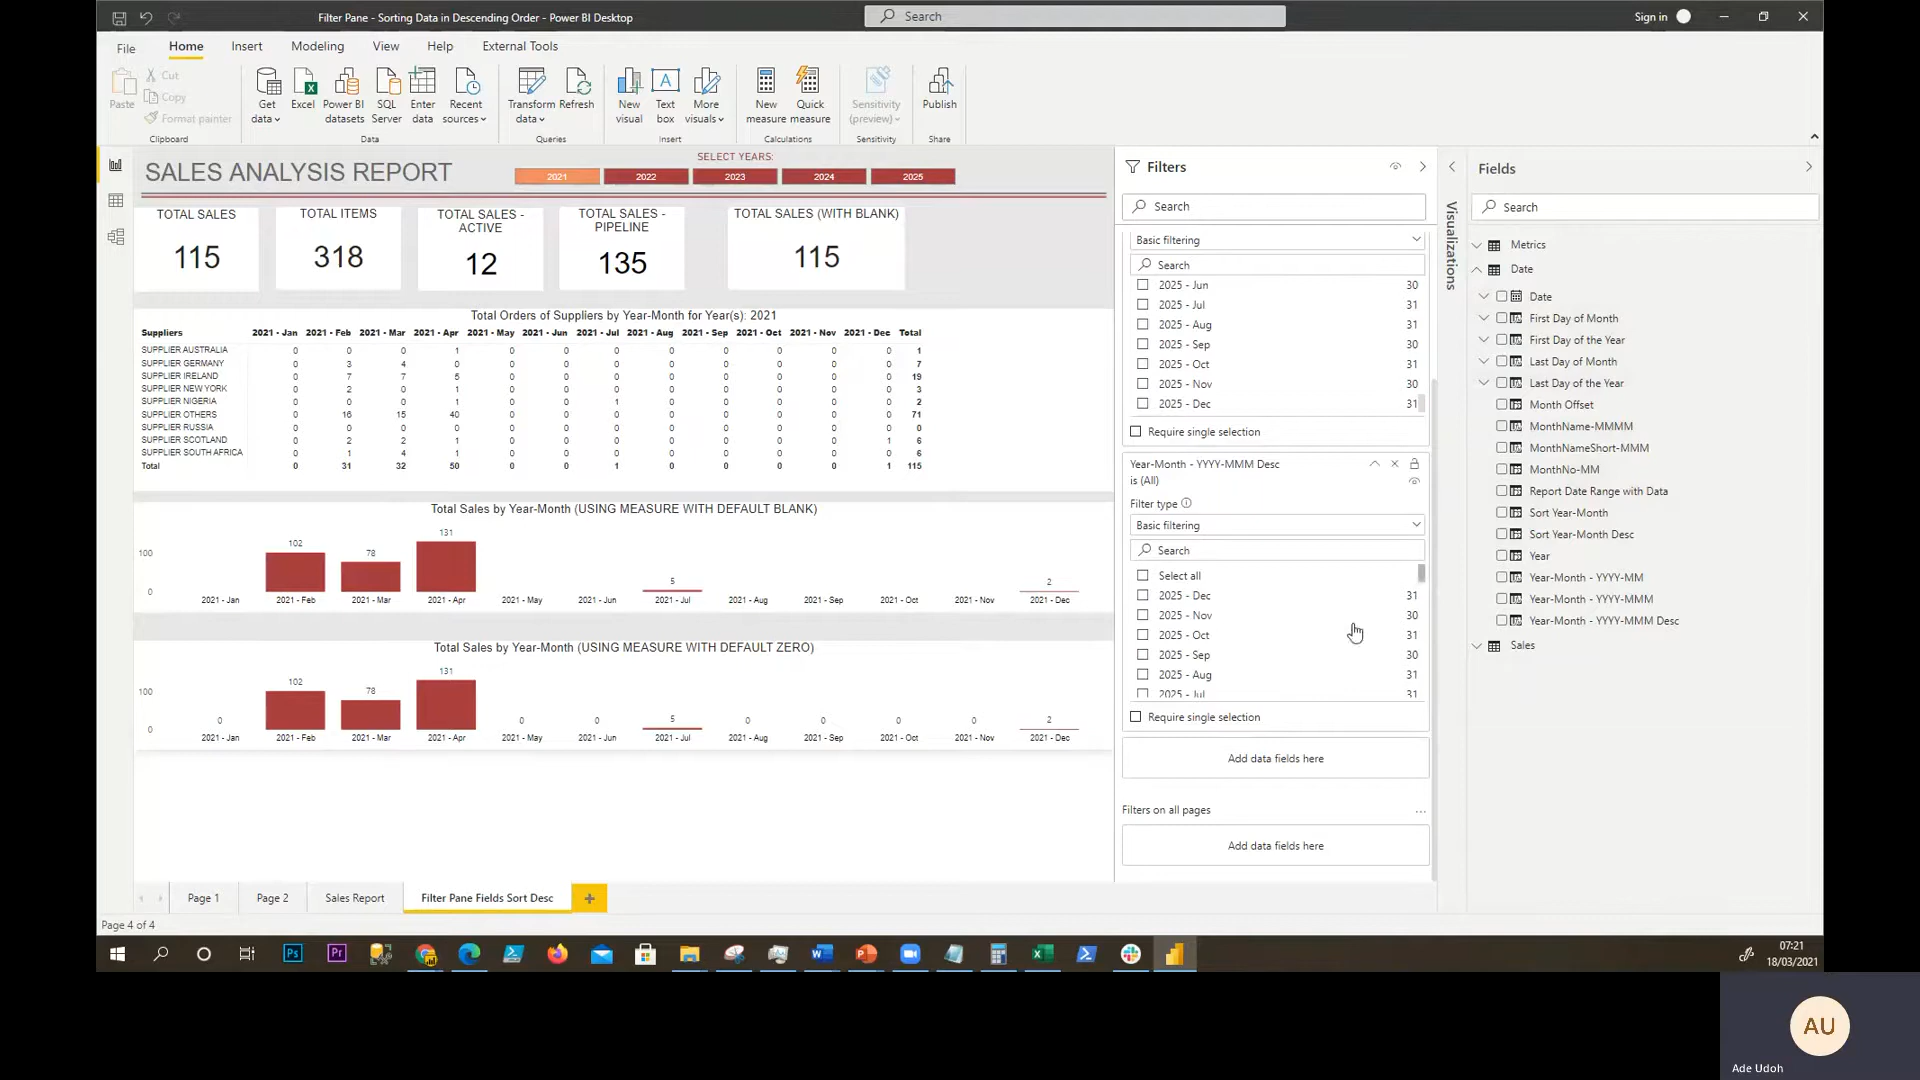 Filter Pane - Sorting Data in Descending Order - Power BI Desktop
Search
Sign in
File Home Insert Modeling View Help External Tools
Paste
Cut
Copy
Format painter
Clipboard
Get data
Excel
Power BI datasets
SQL Server
Enter data
Recent sources
Data
Transform data
Refresh
Queries
New visual
Text box
More visuals
Insert
New measure
Quick measure
Calculations
Sensitivity (preview)
Sensitivity
Publish
Share
SALES ANALYSIS REPORT
SELECT YEARS:
2021 2022 2023 2024 2025
TOTAL SALES
115
TOTAL ITEMS
318
TOTAL SALES - ACTIVE
12
TOTAL SALES - PIPELINE
135
TOTAL SALES (WITH BLANK)
115
Total Orders of Suppliers by Year-Month for Year(s): 2021
Suppliers 2021 - Jan 2021 - Feb 2021 - Mar 2021 - Apr 2021 - May 2021 - Jun 2021 - Jul 2021 - Aug 2021 - Sep 2021 - Oct 2021 - Nov 2021 - Dec Total
SUPPLIER AUSTRALIA 0 0 0 1 0 0 0 0 0 0 0 0 1
SUPPLIER GERMANY 0 3 4 0 0 0 0 0 0 0 0 0 7
SUPPLIER IRELAND 0 7 7 5 0 0 0 0 0 0 0 0 19
SUPPLIER NEW YORK 0 2 0 1 0 0 0 0 0 0 0 0 3
SUPPLIER NIGERIA 0 0 0 1 0 0 1 0 0 0 0 0 2
SUPPLIER OTHERS 0 16 15 40 0 0 0 0 0 0 0 0 71
SUPPLIER RUSSIA 0 0 0 0 0 0 0 0 0 0 0 0 0
SUPPLIER SCOTLAND 0 2 2 1 0 0 0 0 0 0 0 1 6
SUPPLIER SOUTH AFRICA 0 1 4 1 0 0 0 0 0 0 0 0 6
Total 0 31 32 50 0 0 1 0 0 0 0 1 115
Total Sales by Year-Month (USING MEASURE WITH DEFAULT BLANK)
100
0
102 78 131 5 2
2021 - Jan 2021 - Feb 2021 - Mar 2021 - Apr 2021 - May 2021 - Jun 2021 - Jul 2021 - Aug 2021 - Sep 2021 - Oct 2021 - Nov 2021 - Dec
Total Sales by Year-Month (USING MEASURE WITH DEFAULT ZERO)
100
0
0 102 78 131 0 0 5 0 0 0 0 2
2021 - Jan 2021 - Feb 2021 - Mar 2021 - Apr 2021 - May 2021 - Jun 2021 - Jul 2021 - Aug 2021 - Sep 2021 - Oct 2021 - Nov 2021 - Dec
Filters
Search
Basic filtering
Search
2025 - Jun 30
2025 - Jul 31
2025 - Aug 31
2025 - Sep 30
2025 - Oct 31
2025 - Nov 30
2025 - Dec 31
Require single selection
Year-Month - YYYY-MMM Desc
is (All)
Filter type
Basic filtering
Search
Select all
2025 - Dec 31
2025 - Nov 30
2025 - Oct 31
2025 - Sep 30
2025 - Aug 31
2025 - Jul 31
Require single selection
Add data fields here
Filters on all pages ...
Add data fields here
Visualizations
Fields
Search
Metrics
Date
Date
First Day of Month
First Day of the Year
Last Day of Month
Last Day of the Year
Month Offset
MonthName-MMMM
MonthNameShort-MMM
MonthNo-MM
Report Date Range with Data
Sort Year-Month
Sort Year-Month Desc
Year
Year-Month - YYYY-MM
Year-Month - YYYY-MMM
Year-Month - YYYY-MMM Desc
Sales
Page 1 Page 2 Sales Report Filter Pane Fields Sort Desc +
Page 4 of 4
Ps Pr
07:21
18/03/2021
AU
Ade Udoh